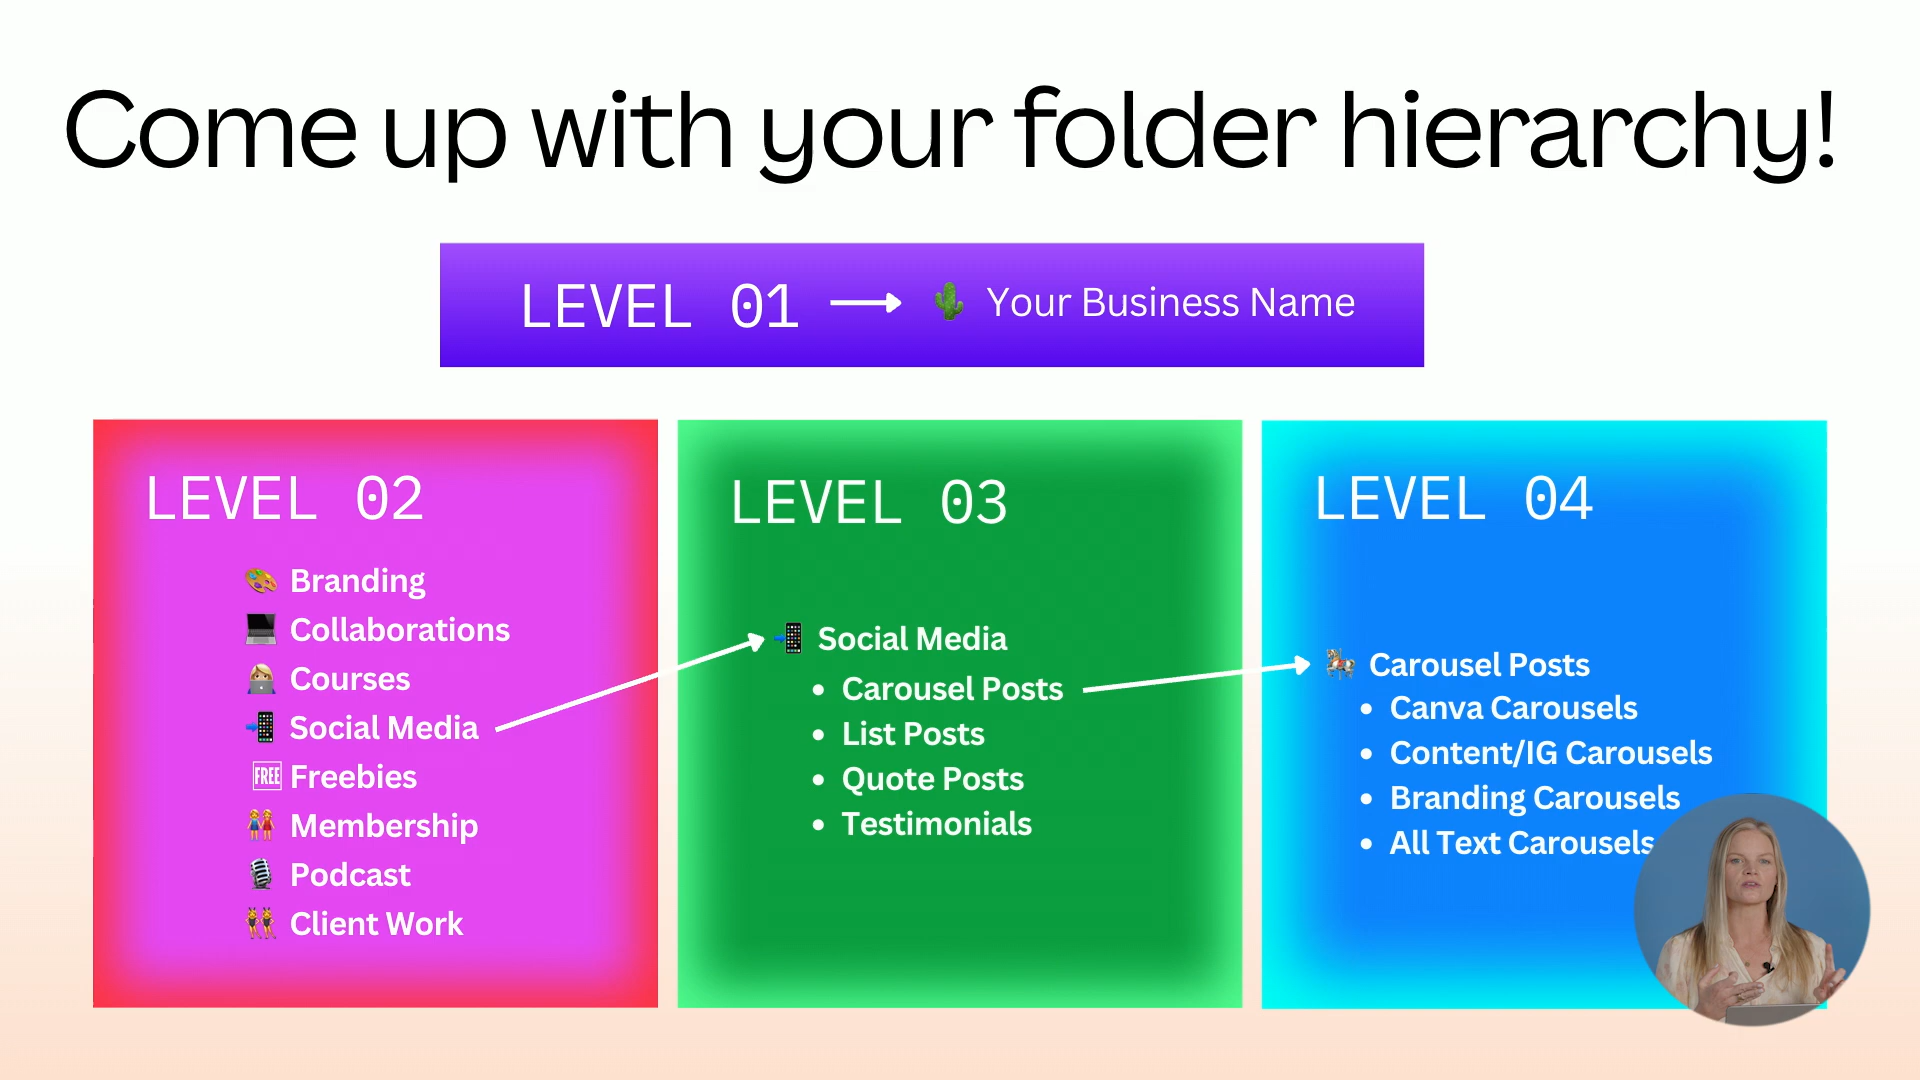 Come up with your folder hierarchy!
LEVEL 01 → 🌵 Your Business Name
LEVEL 02
🎨 Branding
💻 Collaborations
👩🏼‍💻 Courses
📲 Social Media
🆓 Freebies
👭 Membership
🎙️ Podcast
👯 Client Work
LEVEL 03
📲 Social Media
• Carousel Posts
• List Posts
• Quote Posts
• Testimonials
LEVEL 04
🎠 Carousel Posts
• Canva Carousels
• Content/IG Carousels
• Branding Carousels
• All Text Carousels